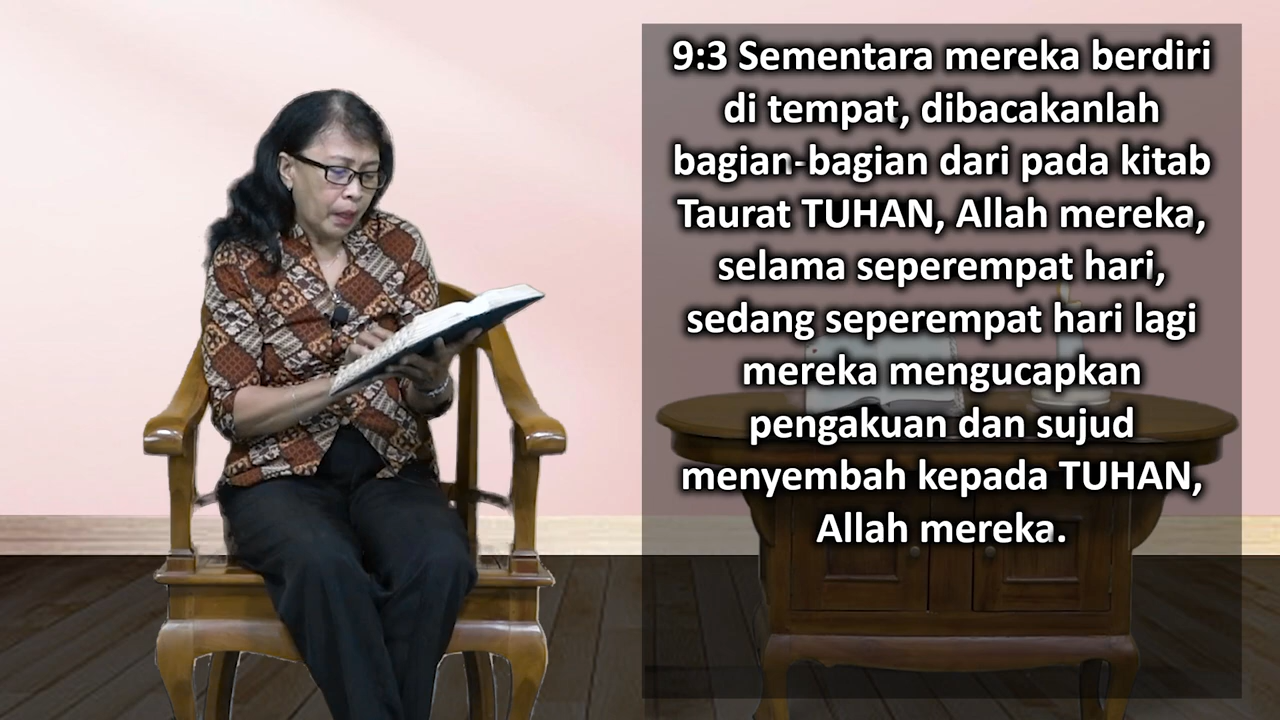 9:3 Sementara mereka berdiri
di tempat, dibacakanlah
bagian-bagian dari pada kitab
Taurat TUHAN, Allah mereka,
selama seperempat hari,
sedang seperempat hari lagi
mereka mengucapkan
pengakuan dan sujud
menyembah kepada TUHAN,
Allah mereka.